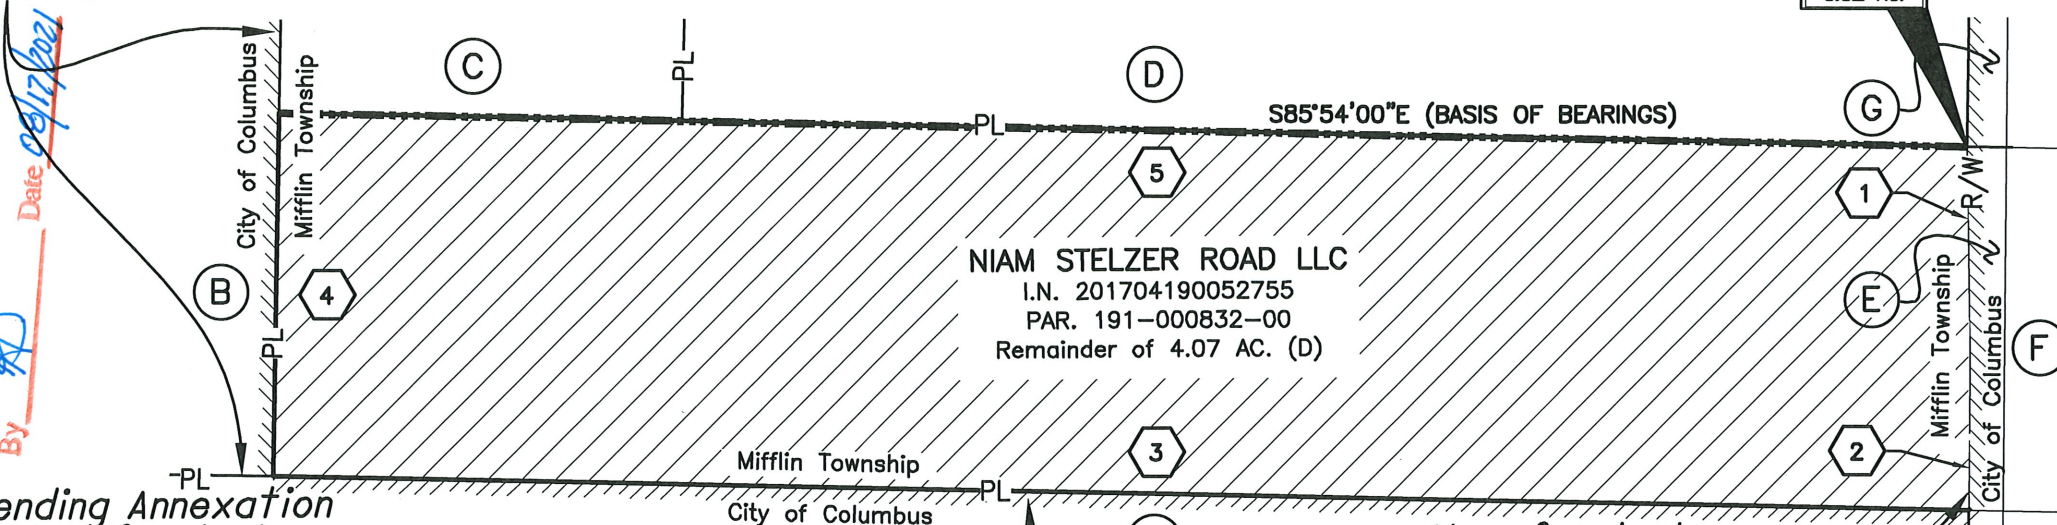 C
PL
D
S85°54'00"E (BASIS OF BEARINGS)
G
City of Columbus
Mifflin Township
PL
5
1
R/W
NIAM STELZER ROAD LLC
I.N. 201704190052755
PAR. 191-000832-00
Remainder of 4.07 AC. (D)
B
4
E
F
PL
Mifflin Township
City of Columbus
3
2
Mifflin Township
-PL
PL
City of Columbus
ending Annexation
By
Date 08/17/2021